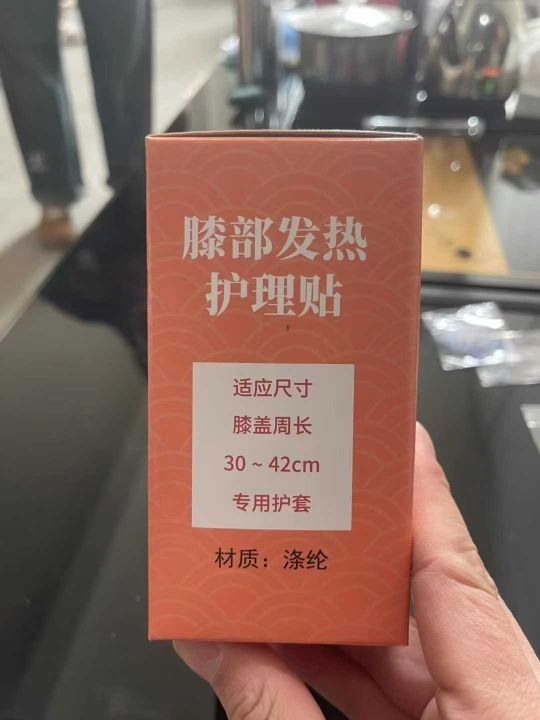 膝部发热
护理贴
适应尺寸
膝盖周长
30 ~ 42cm
专用护套
材质：涤纶